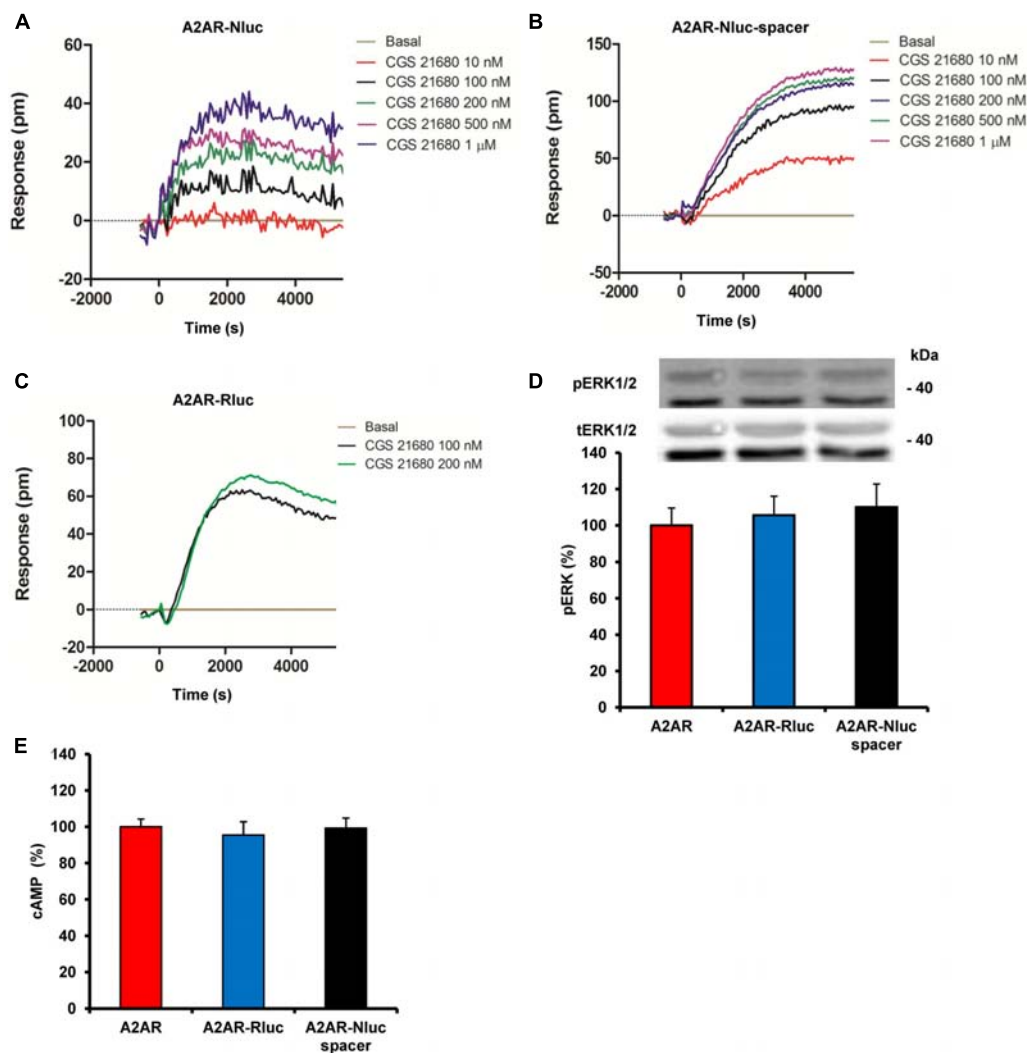 A
A2AR-Nluc
Response (pm)
60
40
20
0
-20
-2000 0 2000 4000
Time (s)
Basal
CGS 21680 10 nM
CGS 21680 100 nM
CGS 21680 200 nM
CGS 21680 500 nM
CGS 21680 1 μM
B
A2AR-Nluc-spacer
Response (pm)
150
100
50
0
-50
-2000 0 2000 4000
Time (s)
Basal
CGS 21680 10 nM
CGS 21680 100 nM
CGS 21680 200 nM
CGS 21680 500 nM
CGS 21680 1 μM
C
A2AR-Rluc
Response (pm)
100
80
60
40
20
0
-20
-2000 0 2000 4000
Time (s)
Basal
CGS 21680 100 nM
CGS 21680 200 nM
D
kDa
pERK1/2
- 40
tERK1/2
- 40
pERK (%)
140
120
100
80
60
40
20
0
A2AR A2AR-Rluc A2AR-Nluc
spacer
E
cAMP (%)
140
120
100
80
60
40
20
0
A2AR A2AR-Rluc A2AR-Nluc
spacer